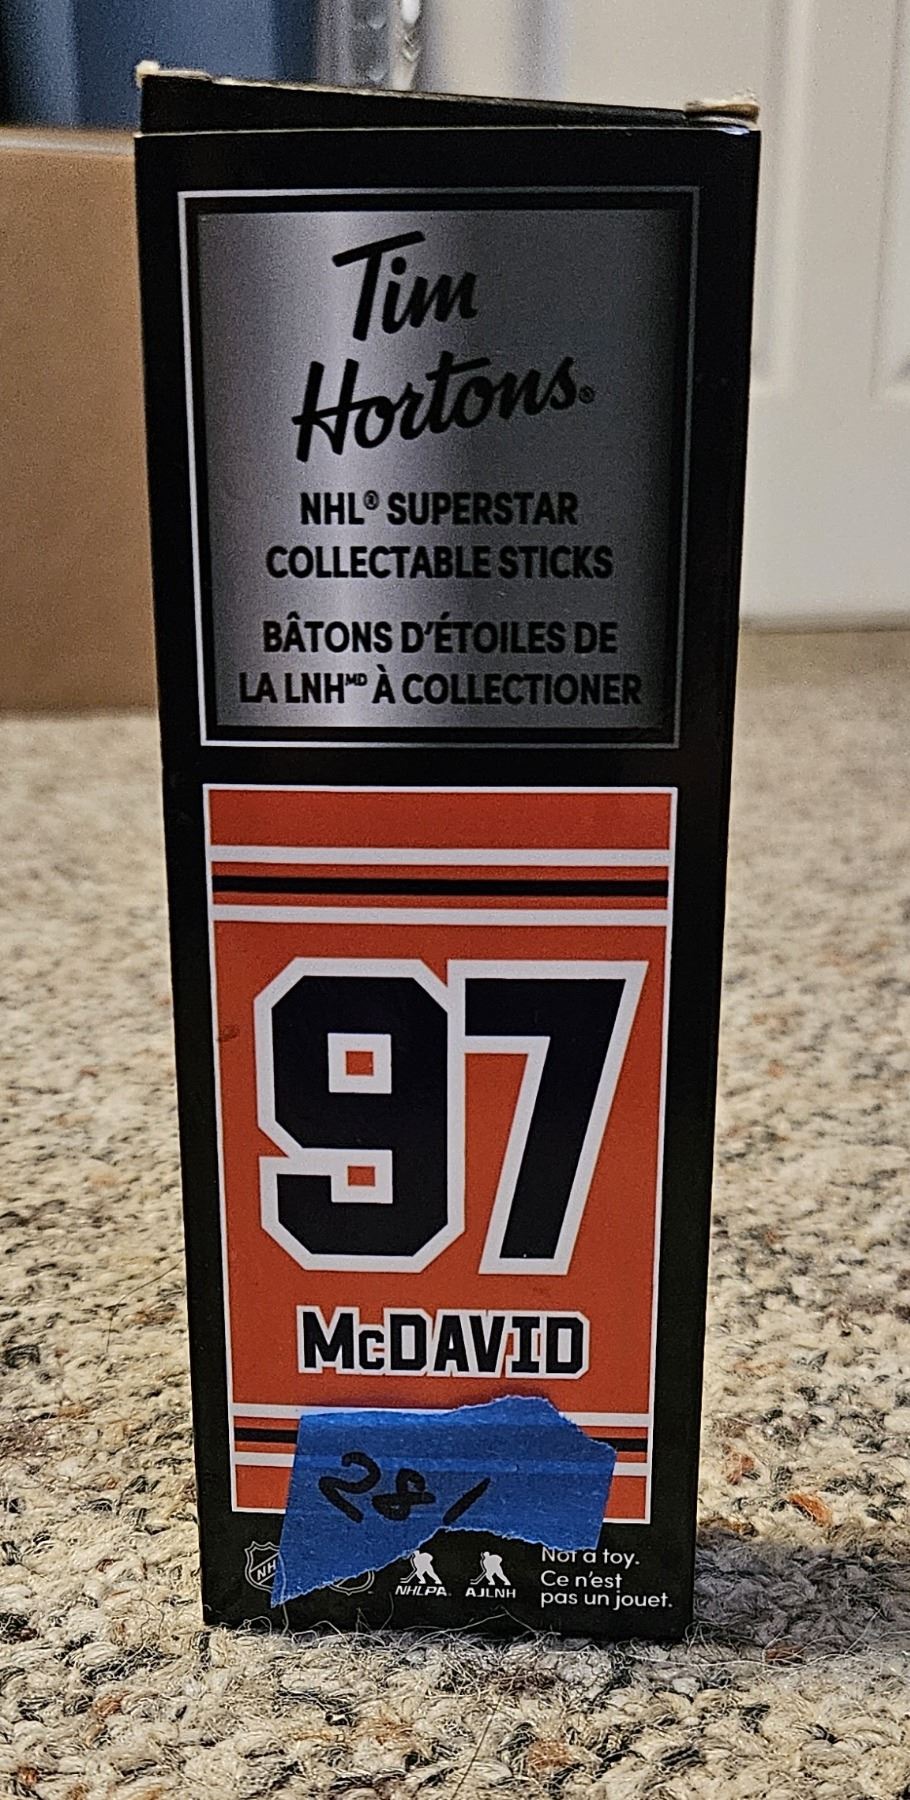 Tim
Hortons®
NHL® SUPERSTAR
COLLECTABLE STICKS
BÂTONS D'ÉTOILES DE
LA LNHᴹᴰ À COLLECTIONER
97
McDAVID
281
NH
NHLPA. AJLNH
Not a toy.
Ce n'est
pas un jouet.